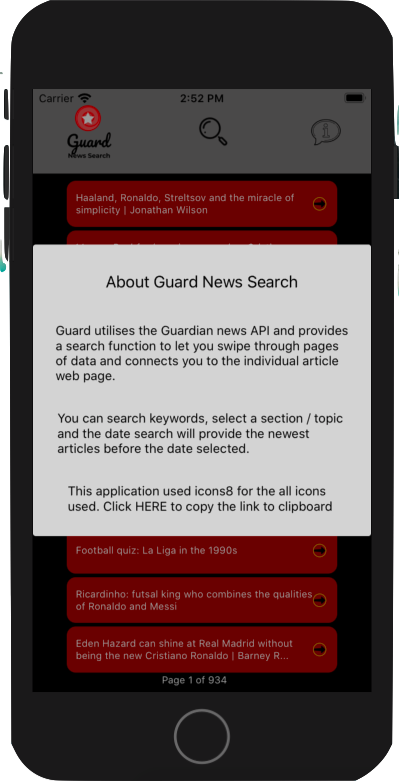 Carrier
2:52 PM
Guard
News Search
Haaland, Ronaldo, Streltsov and the miracle of
simplicity | Jonathan Wilson
About Guard News Search
Guard utilises the Guardian news API and provides
a search function to let you swipe through pages
of data and connects you to the individual article
web page.
You can search keywords, select a section / topic
and the date search will provide the newest
articles before the date selected.
This application used icons8 for the all icons
used. Click HERE to copy the link to clipboard
Football quiz: La Liga in the 1990s
Ricardinho: futsal king who combines the qualities
of Ronaldo and Messi
Eden Hazard can shine at Real Madrid without
being the new Cristiano Ronaldo | Barney R...
Page 1 of 934